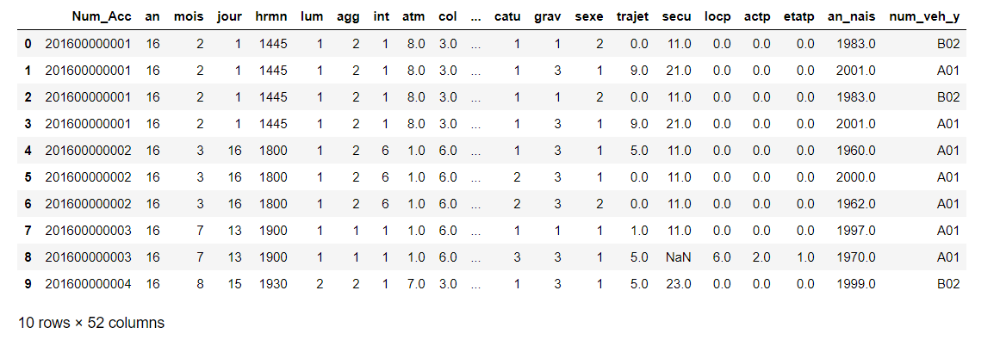 Num_Acc an mois jour hrmn lum agg int atm col ... catu grav sexe trajet secu locp actp etatp an_nais num_veh_y
0 201600000001 16 2 1 1445 1 2 1 8.0 3.0 ... 1 1 2 0.0 11.0 0.0 0.0 0.0 1983.0 B02
1 201600000001 16 2 1 1445 1 2 1 8.0 3.0 ... 1 3 1 9.0 21.0 0.0 0.0 0.0 2001.0 A01
2 201600000001 16 2 1 1445 1 2 1 8.0 3.0 ... 1 1 2 0.0 11.0 0.0 0.0 0.0 1983.0 B02
3 201600000001 16 2 1 1445 1 2 1 8.0 3.0 ... 1 3 1 9.0 21.0 0.0 0.0 0.0 2001.0 A01
4 201600000002 16 3 16 1800 1 2 6 1.0 6.0 ... 1 3 1 5.0 11.0 0.0 0.0 0.0 1960.0 A01
5 201600000002 16 3 16 1800 1 2 6 1.0 6.0 ... 2 3 1 0.0 11.0 0.0 0.0 0.0 2000.0 A01
6 201600000002 16 3 16 1800 1 2 6 1.0 6.0 ... 2 3 2 0.0 11.0 0.0 0.0 0.0 1962.0 A01
7 201600000003 16 7 13 1900 1 1 1 1.0 6.0 ... 1 1 1 1.0 11.0 0.0 0.0 0.0 1997.0 A01
8 201600000003 16 7 13 1900 1 1 1 1.0 6.0 ... 3 3 1 5.0 NaN 6.0 2.0 1.0 1970.0 A01
9 201600000004 16 8 15 1930 2 2 1 7.0 3.0 ... 1 3 1 5.0 23.0 0.0 0.0 0.0 1999.0 B02
10 rows × 52 columns